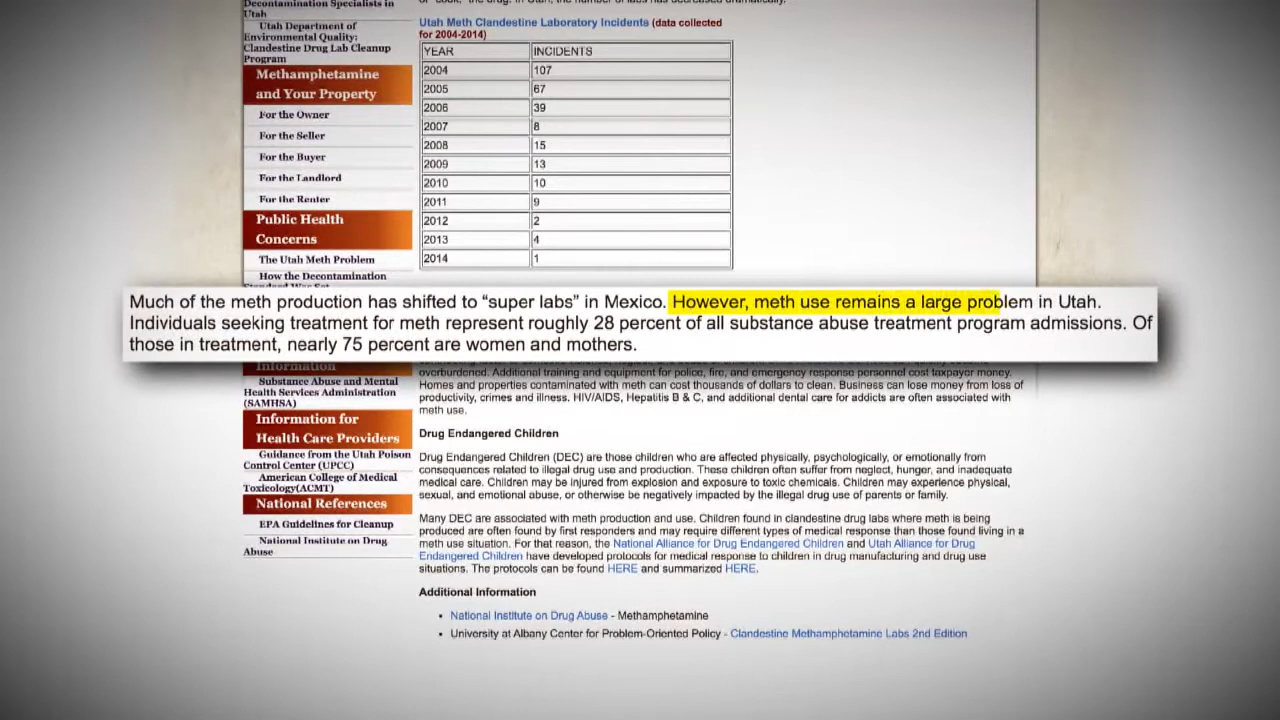 Decontamination Specialists in
Utah
Utah Department of
Environmental Quality:
Clandestine Drug Lab Cleanup
Program
Methamphetamine
and Your Property
For the Owner
For the Seller
For the Buyer
For the Landlord
For the Renter
Public Health
Concerns
The Utah Meth Problem
How the Decontamination
Utah Meth Clandestine Laboratory Incidents (data collected
for 2004-2014)
YEAR INCIDENTS
2004 107
2005 67
2006 39
2007 8
2008 15
2009 13
2010 10
2011 9
2012 2
2013 4
2014 1
Much of the meth production has shifted to “super labs” in Mexico. However, meth use remains a large problem in Utah.
Individuals seeking treatment for meth represent roughly 28 percent of all substance abuse treatment program admissions. Of
those in treatment, nearly 75 percent are women and mothers.
Information
Substance Abuse and Mental
Health Services Administration
(SAMHSA)
Information for
Health Care Providers
Guidance from the Utah Poison
Control Center (UPCC)
American College of Medical
Toxicology(ACMT)
National References
EPA Guidelines for Cleanup
National Institute on Drug
Abuse
overburdened. Additional training and equipment for police, fire, and emergency response personnel cost taxpayer money.
Homes and properties contaminated with meth can cost thousands of dollars to clean. Business can lose money from loss of
productivity, crimes and illness. HIV/AIDS, Hepatitis B & C, and additional dental care for addicts are often associated with
meth use.
Drug Endangered Children
Drug Endangered Children (DEC) are those children who are affected physically, psychologically, or emotionally from
consequences related to illegal drug use and production. These children often suffer from neglect, hunger, and inadequate
medical care. Children may be injured from explosion and exposure to toxic chemicals. Children may experience physical,
sexual, and emotional abuse, or otherwise be negatively impacted by the illegal drug use of parents or family.
Many DEC are associated with meth production and use. Children found in clandestine drug labs where meth is being
produced are often found by first responders and may require different types of medical response than those found living in a
meth use situation. For that reason, the National Alliance for Drug Endangered Children and Utah Alliance for Drug
Endangered Children have developed protocols for medical response to children in drug manufacturing and drug use
situations. The protocols can be found HERE and summarized HERE.
Additional Information
• National Institute on Drug Abuse - Methamphetamine
• University at Albany Center for Problem-Oriented Policy - Clandestine Methamphetamine Labs 2nd Edition